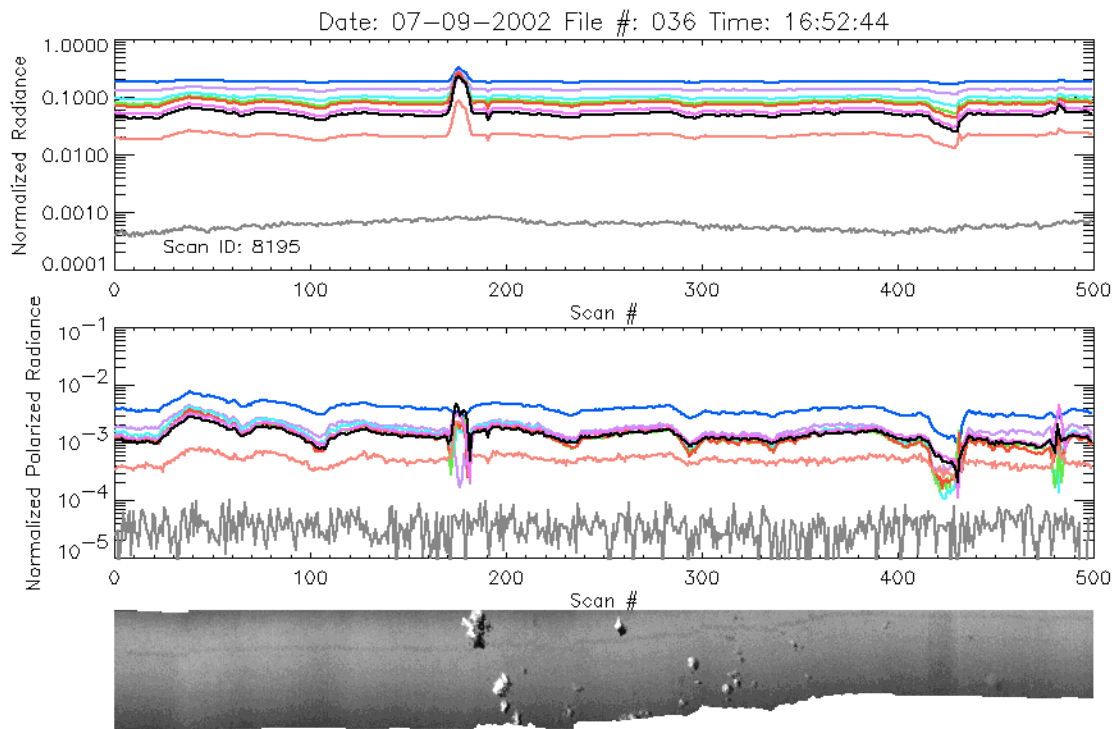 Date: 07-09-2002 File #: 036 Time: 16:52:44
Normalized Radiance
1.0000
0.1000
0.0100
0.0010
0.0001
Scan ID: 8195
0 100 200 300 400 500
Scan #
Normalized Polarized Radiance
10-1
10-2
10-3
10-4
10-5
0 100 200 300 400 500
Scan #